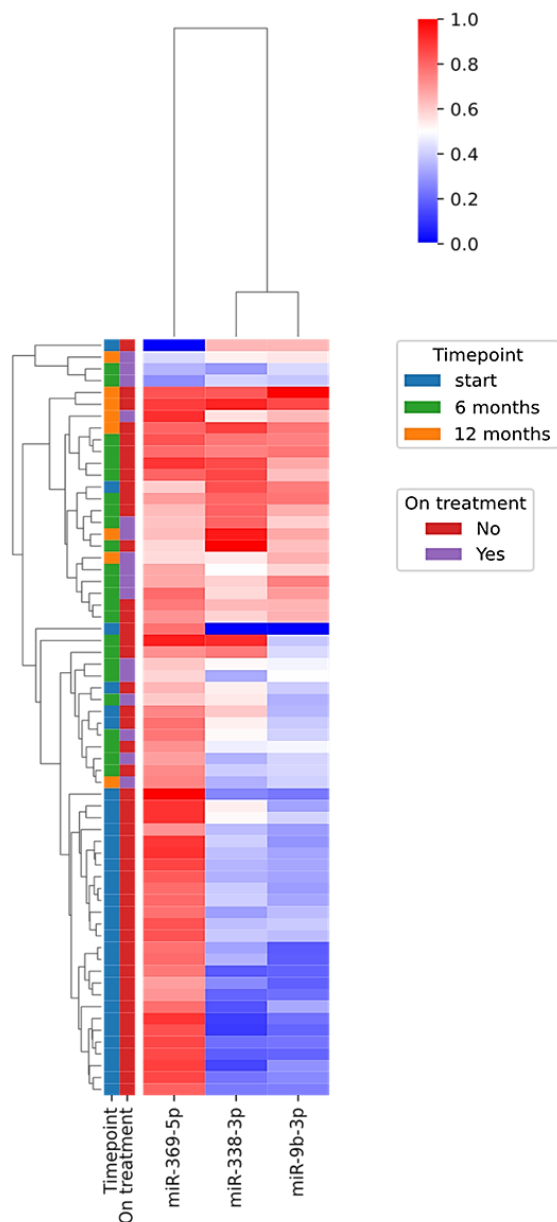 1.0
0.8
0.6
0.4
0.2
0.0
Timepoint
start
6 months
12 months
On treatment
No
Yes
Timepoint
On treatment
miR-369-5p
miR-338-3p
miR-9b-3p